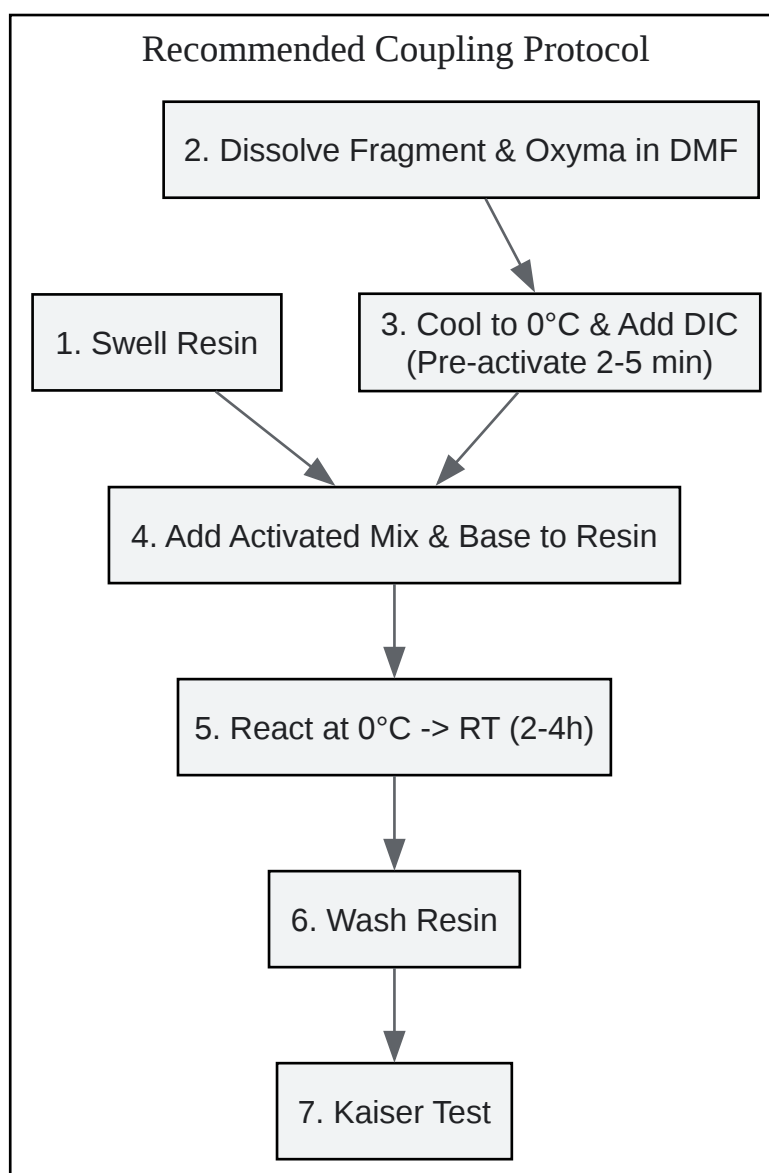 Recommended Coupling Protocol
2. Dissolve Fragment & Oxyma in DMF
1. Swell Resin
3. Cool to 0°C & Add DIC
(Pre-activate 2-5 min)
4. Add Activated Mix & Base to Resin
5. React at 0°C -> RT (2-4h)
6. Wash Resin
7. Kaiser Test